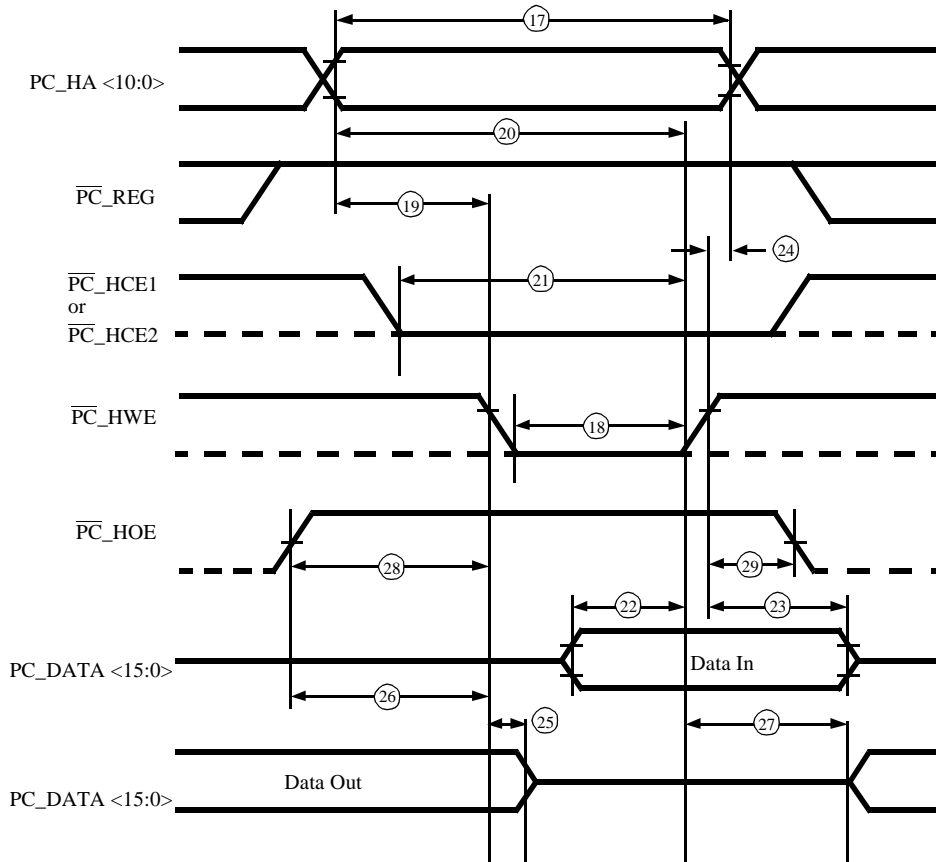 17
PC_HA <10:0>
20
PC_REG
19
24
PC_HCE1
or
PC_HCE2
21
PC_HWE
18
PC_HOE
28
29
22
23
PC_DATA <15:0>
Data In
26
25
27
Data Out
PC_DATA <15:0>